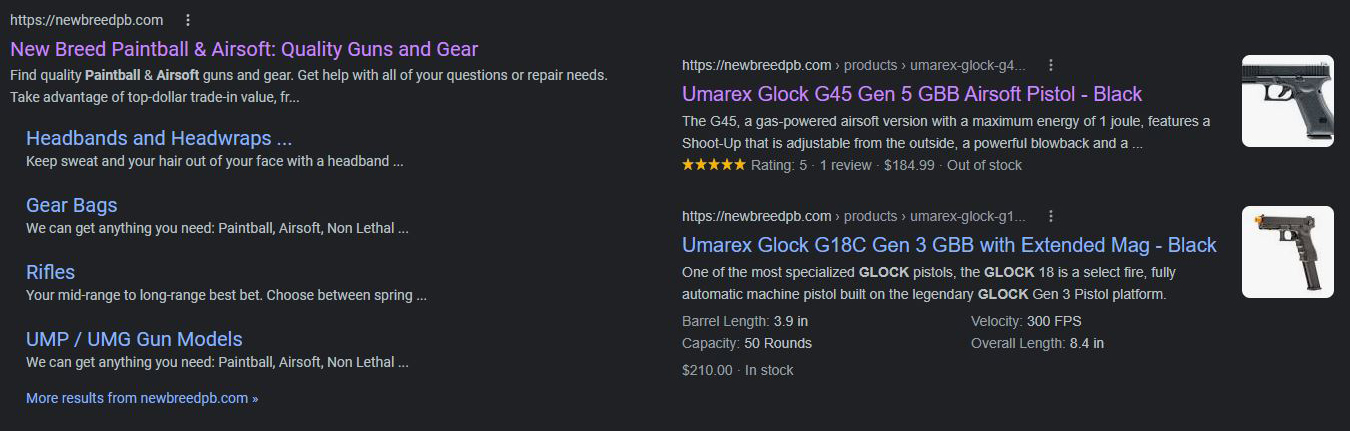 https://newbreedpb.com
New Breed Paintball & Airsoft: Quality Guns and Gear
Find quality Paintball & Airsoft guns and gear. Get help with all of your questions or repair needs.
Take advantage of top-dollar trade-in value, fr...
Headbands and Headwraps ...
Keep sweat and your hair out of your face with a headband ...
Gear Bags
We can get anything you need: Paintball, Airsoft, Non Lethal ...
Rifles
Your mid-range to long-range best bet. Choose between spring ...
UMP / UMG Gun Models
We can get anything you need: Paintball, Airsoft, Non Lethal ...
More results from newbreedpb.com »
https://newbreedpb.com › products › umarex-glock-g4...
Umarex Glock G45 Gen 5 GBB Airsoft Pistol - Black
The G45, a gas-powered airsoft version with a maximum energy of 1 joule, features a
Shoot-Up that is adjustable from the outside, a powerful blowback and a ...
Rating: 5 · 1 review · $184.99 · Out of stock
https://newbreedpb.com › products › umarex-glock-g1...
Umarex Glock G18C Gen 3 GBB with Extended Mag - Black
One of the most specialized GLOCK pistols, the GLOCK 18 is a select fire, fully
automatic machine pistol built on the legendary GLOCK Gen 3 Pistol platform.
Barrel Length: 3.9 in Velocity: 300 FPS
Capacity: 50 Rounds Overall Length: 8.4 in
$210.00 · In stock